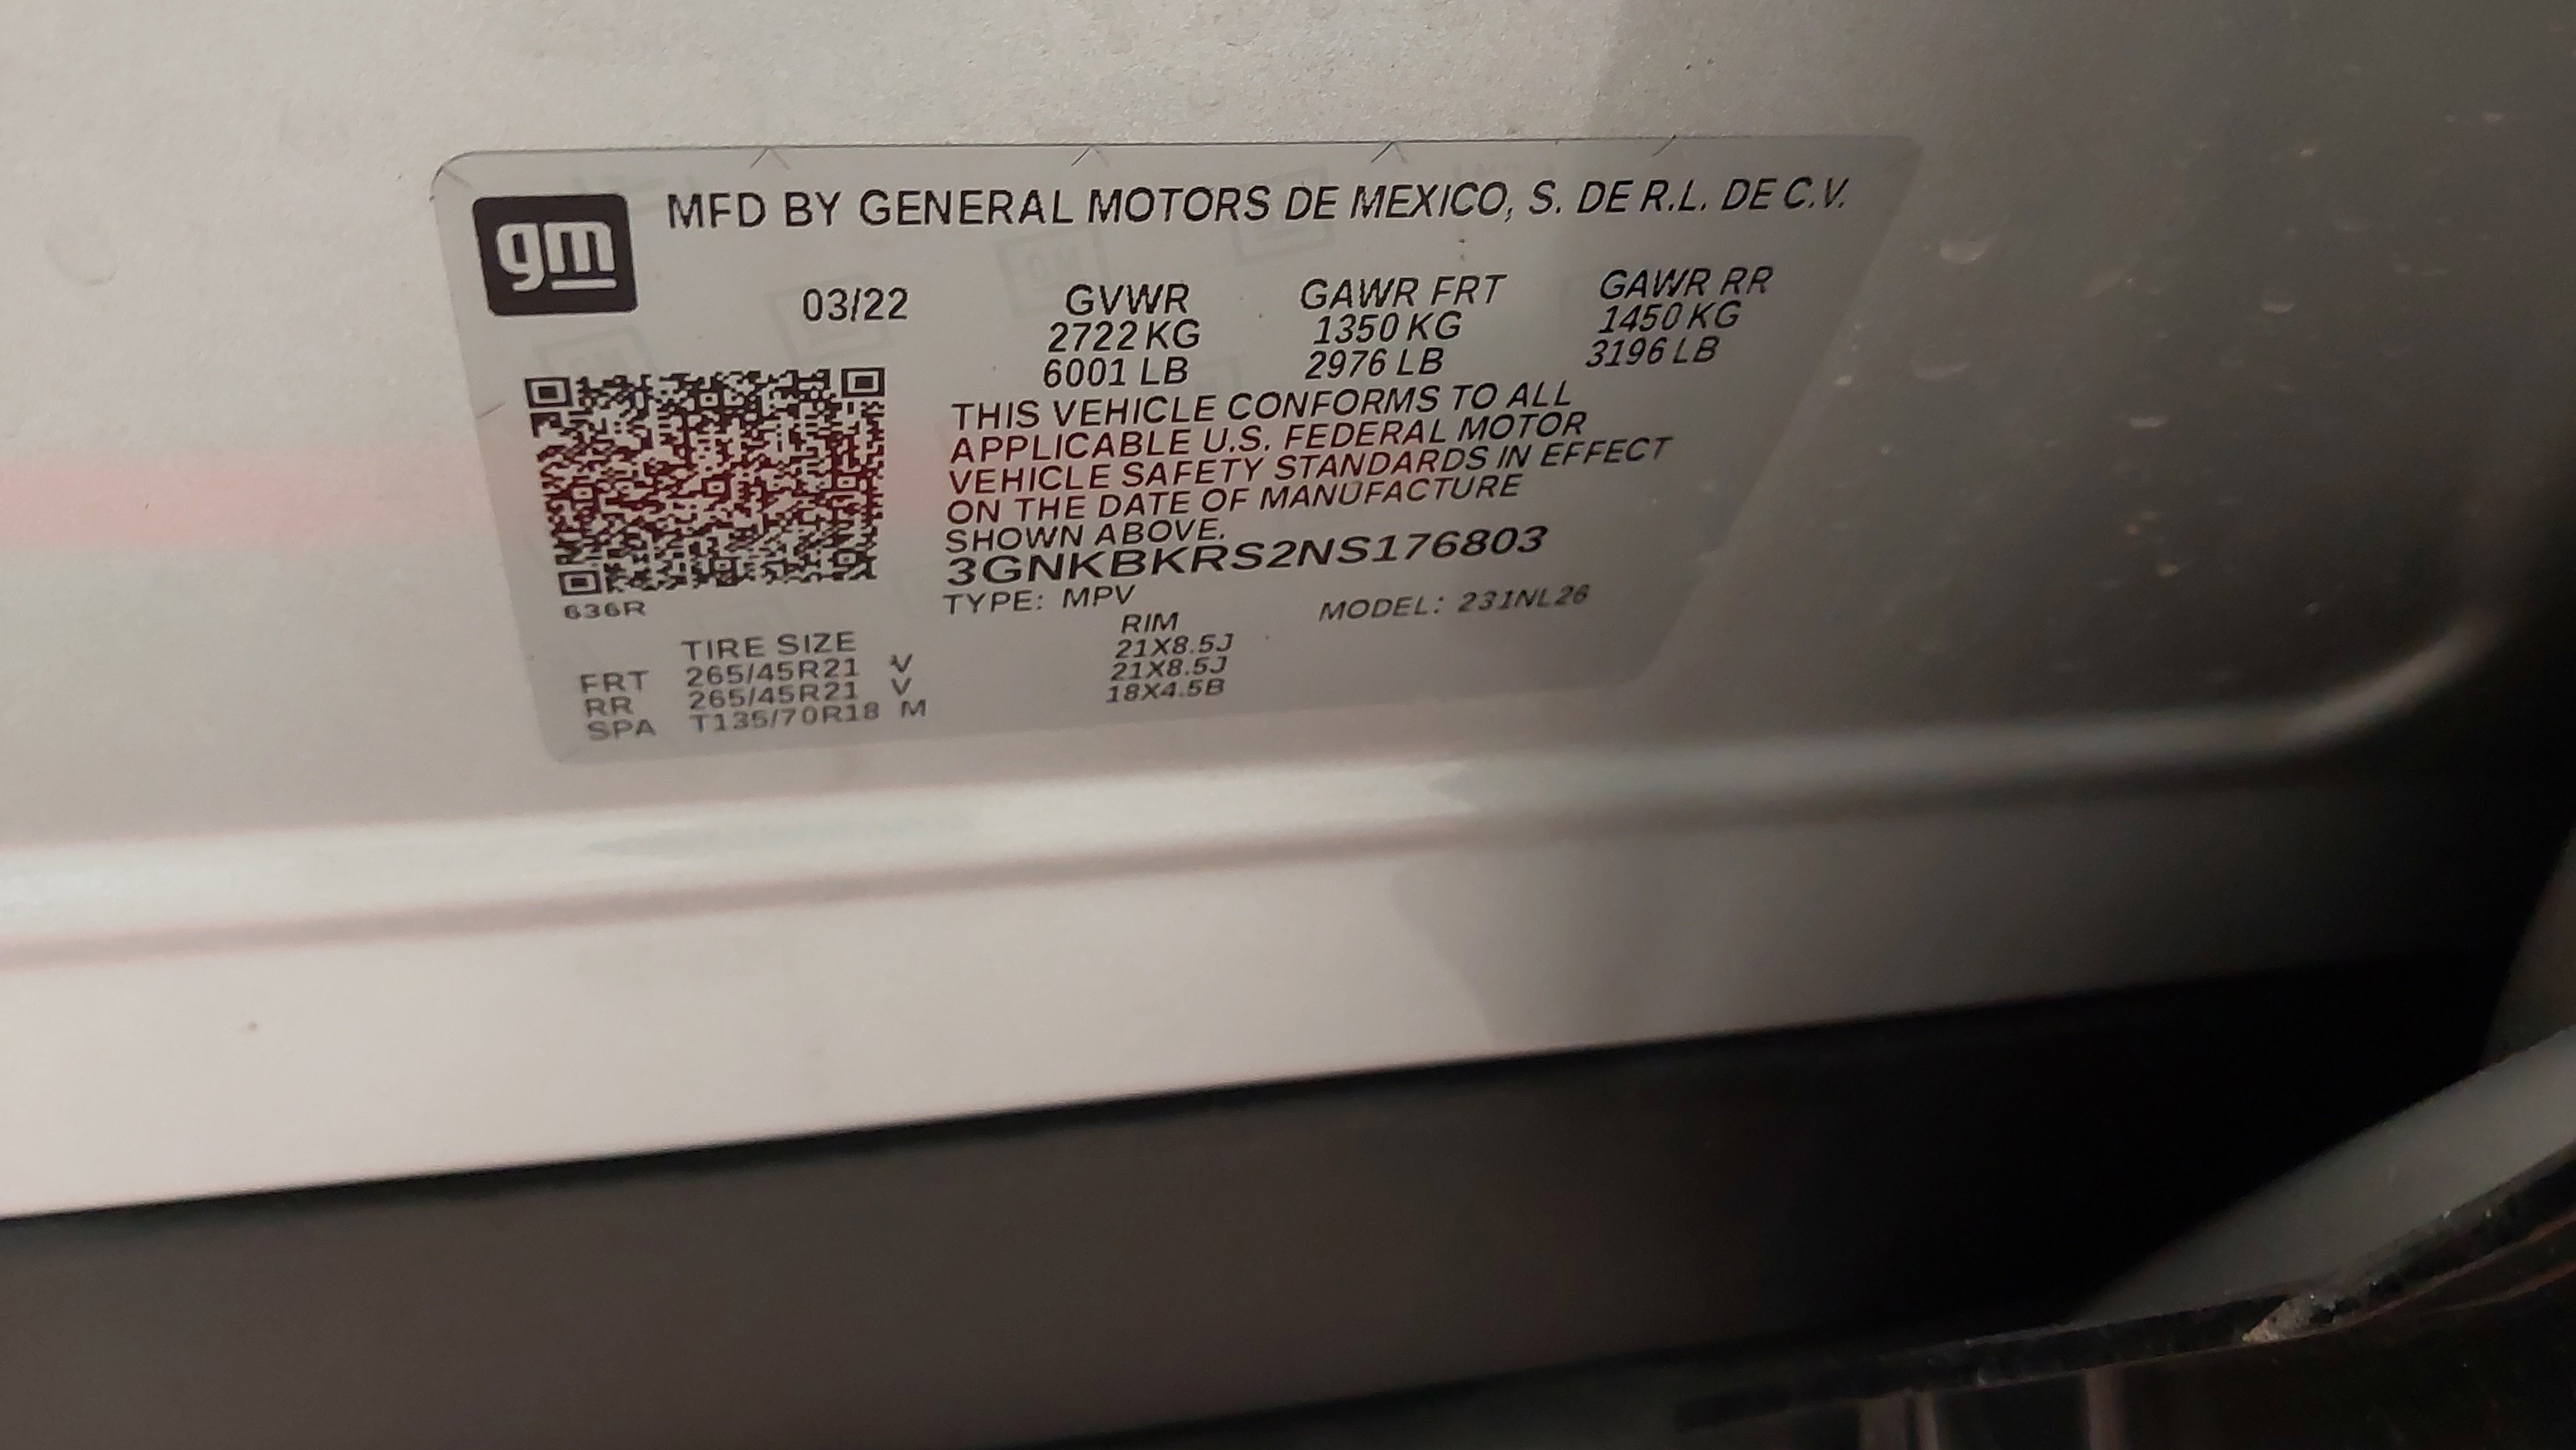 gm
MFD BY GENERAL MOTORS DE MEXICO, S. DE R.L. DE C.V.
03/22 GVWR GAWR FRT GAWR RR
2722 KG 1350 KG 1450 KG
6001 LB 2976 LB 3196 LB
THIS VEHICLE CONFORMS TO ALL
APPLICABLE U.S. FEDERAL MOTOR
VEHICLE SAFETY STANDARDS IN EFFECT
ON THE DATE OF MANUFACTURE
SHOWN ABOVE.
3GNKBKRS2NS176803
636R TYPE: MPV MODEL: 231NL26
TIRE SIZE RIM
FRT 265/45R21 V 21X8.5J
RR 265/45R21 V 21X8.5J
SPA T135/70R18 M 18X4.5B